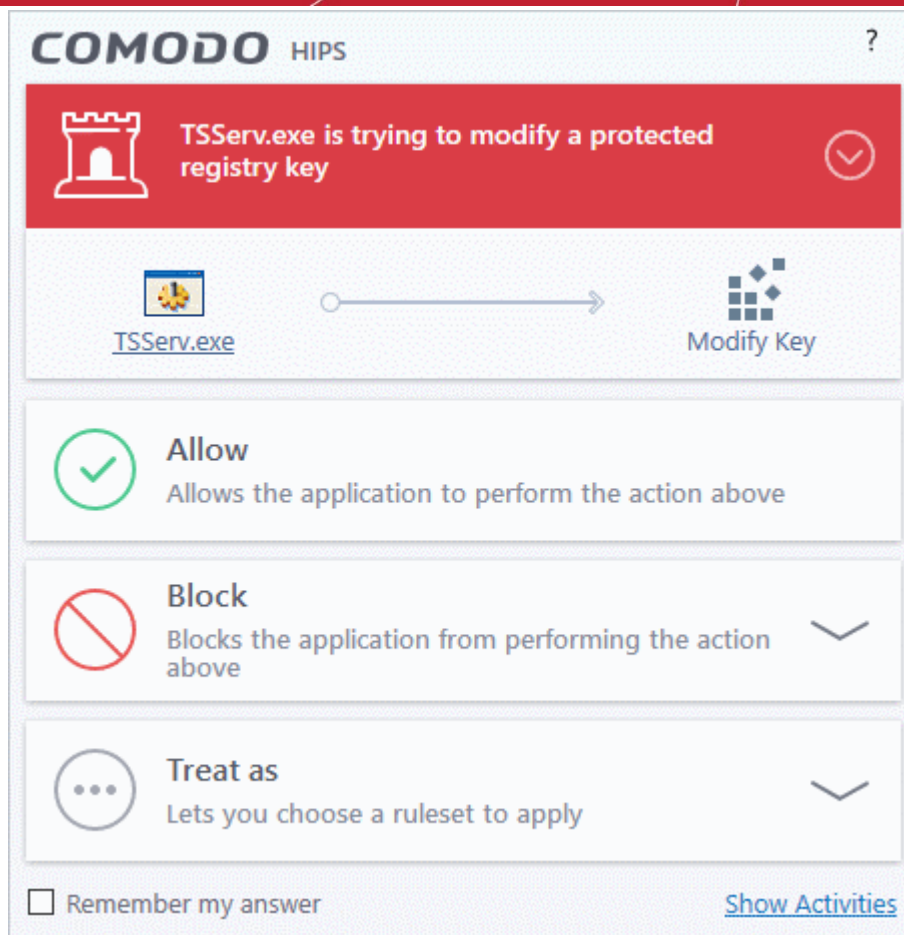 COMODO HIPS ?
TSServ.exe is trying to modify a protected
registry key
TSServ.exe
Modify Key
Allow
Allows the application to perform the action above
Block
Blocks the application from performing the action
above
Treat as
Lets you choose a ruleset to apply
Remember my answer
Show Activities